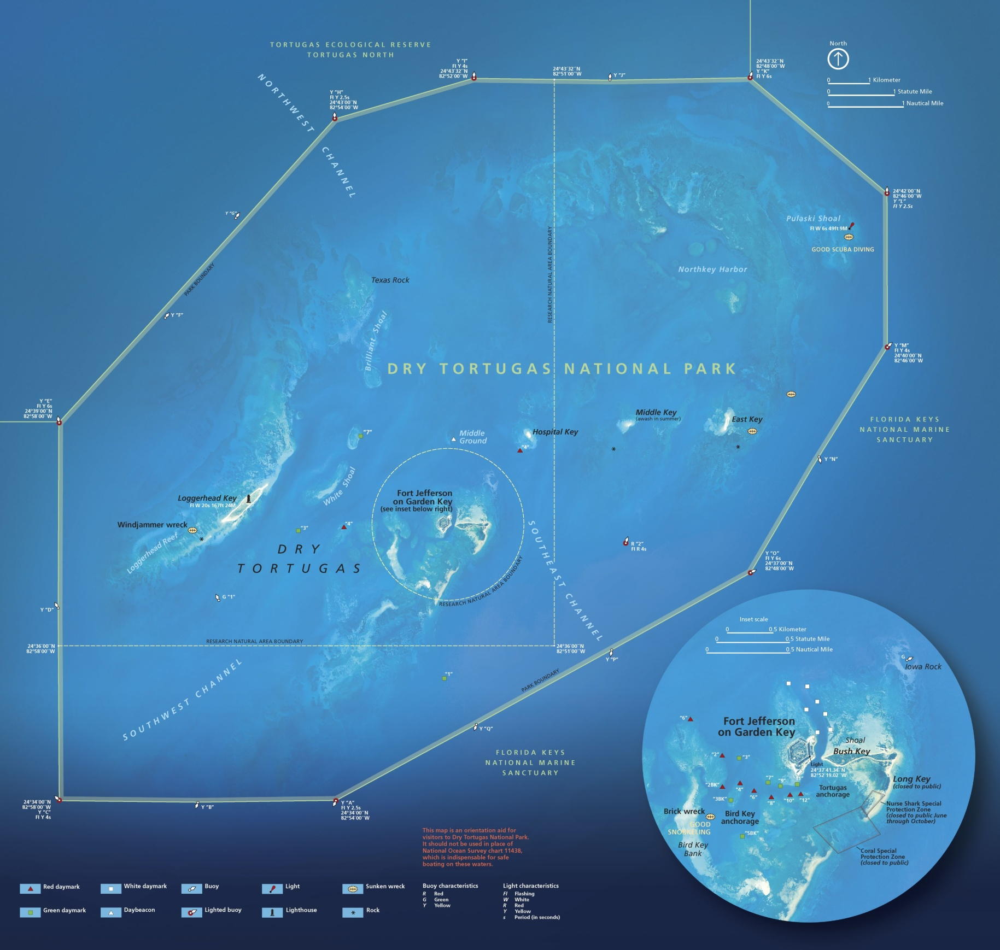 TORTUGAS ECOLOGICAL RESERVE
TORTUGAS NORTH
North
0 1 Kilometer
0 1 Statute Mile
0 1 Nautical Mile
NORTHWEST CHANNEL
Y "I"
Fl Y 4s
24°43'32"N
82°52'00"W
24°43'32"N
82°51'00"W
Y "J"
24°43'32"N
82°48'00"W
Y "K"
Fl Y 6s
Y "H"
Fl Y 2.5s
24°43'00"N
82°54'00"W
24°42'00"N
82°46'00"W
Y "L"
Fl Y 2.5s
Y "G"
Pulaski Shoal
Fl W 6s 49ft 9M
GOOD SCUBA DIVING
RESEARCH NATURAL AREA BOUNDARY
Northkey Harbor
PARK BOUNDARY
Texas Rock
Y "F"
Brilliant Shoal
Y "M"
Fl Y 4s
24°40'00"N
82°46'00"W
DRY TORTUGAS NATIONAL PARK
Y "E"
Fl Y 6s
24°39'00"N
82°58'00"W
Middle Key
(awash in summer)
East Key
FLORIDA KEYS
NATIONAL MARINE
SANCTUARY
"7"
Middle
Ground
Hospital Key
"4"
Y "N"
White Shoal
Fort Jefferson
on Garden Key
(see inset below right)
Loggerhead Key
Fl W 20s 167ft 24M
Windjammer wreck
Loggerhead Reef
"3"
"4"
DRY
TORTUGAS
SOUTHEAST CHANNEL
R "2"
Fl R 4s
Y "O"
Fl Y 6s
24°37'00"N
82°48'00"W
RESEARCH NATURAL AREA BOUNDARY
G "1"
Y "D"
RESEARCH NATURAL AREA BOUNDARY
24°36'00"N
82°58'00"W
24°36'00"N
82°51'00"W
Y "P"
SOUTHWEST CHANNEL
"1"
PARK BOUNDARY
Y "Q"
FLORIDA KEYS
NATIONAL MARINE
SANCTUARY
24°34'00"N
82°58'00"W
Y "C"
Fl Y 4s
Y "B"
Y "A"
Fl Y 2.5s
24°34'00"N
82°54'00"W
Inset scale
0 0.5 Kilometer
0 0.5 Statute Mile
0 0.5 Nautical Mile
G
Iowa Rock
"6"
Fort Jefferson
on Garden Key
Shoal
Bush Key
"2"
"3"
Light
24°37'41.34"N
82°52'19.02"W
"7"
"9"
"11"
Long Key
(closed to public)
"2BK"
"4"
"6"
"8"
"10"
"12"
Tortugas
anchorage
"3BK"
Nurse Shark Special
Protection Zone
(closed to public June
through October)
Brick wreck
GOOD
SNORKELING
Bird Key
anchorage
"5BK"
Bird Key
Bank
Coral Special
Protection Zone
(closed to public)
This map is an orientation aid for
visitors to Dry Tortugas National Park.
It should not be used in place of
National Ocean Survey chart 11438,
which is indispensable for safe
boating on these waters.
Red daymark
White daymark
Buoy
Light
Sunken wreck
Green daymark
Daybeacon
Lighted buoy
Lighthouse
Rock
Buoy characteristics
R Red
G Green
Y Yellow
Light characteristics
Fl Flashing
W White
R Red
Y Yellow
s Period (in seconds)